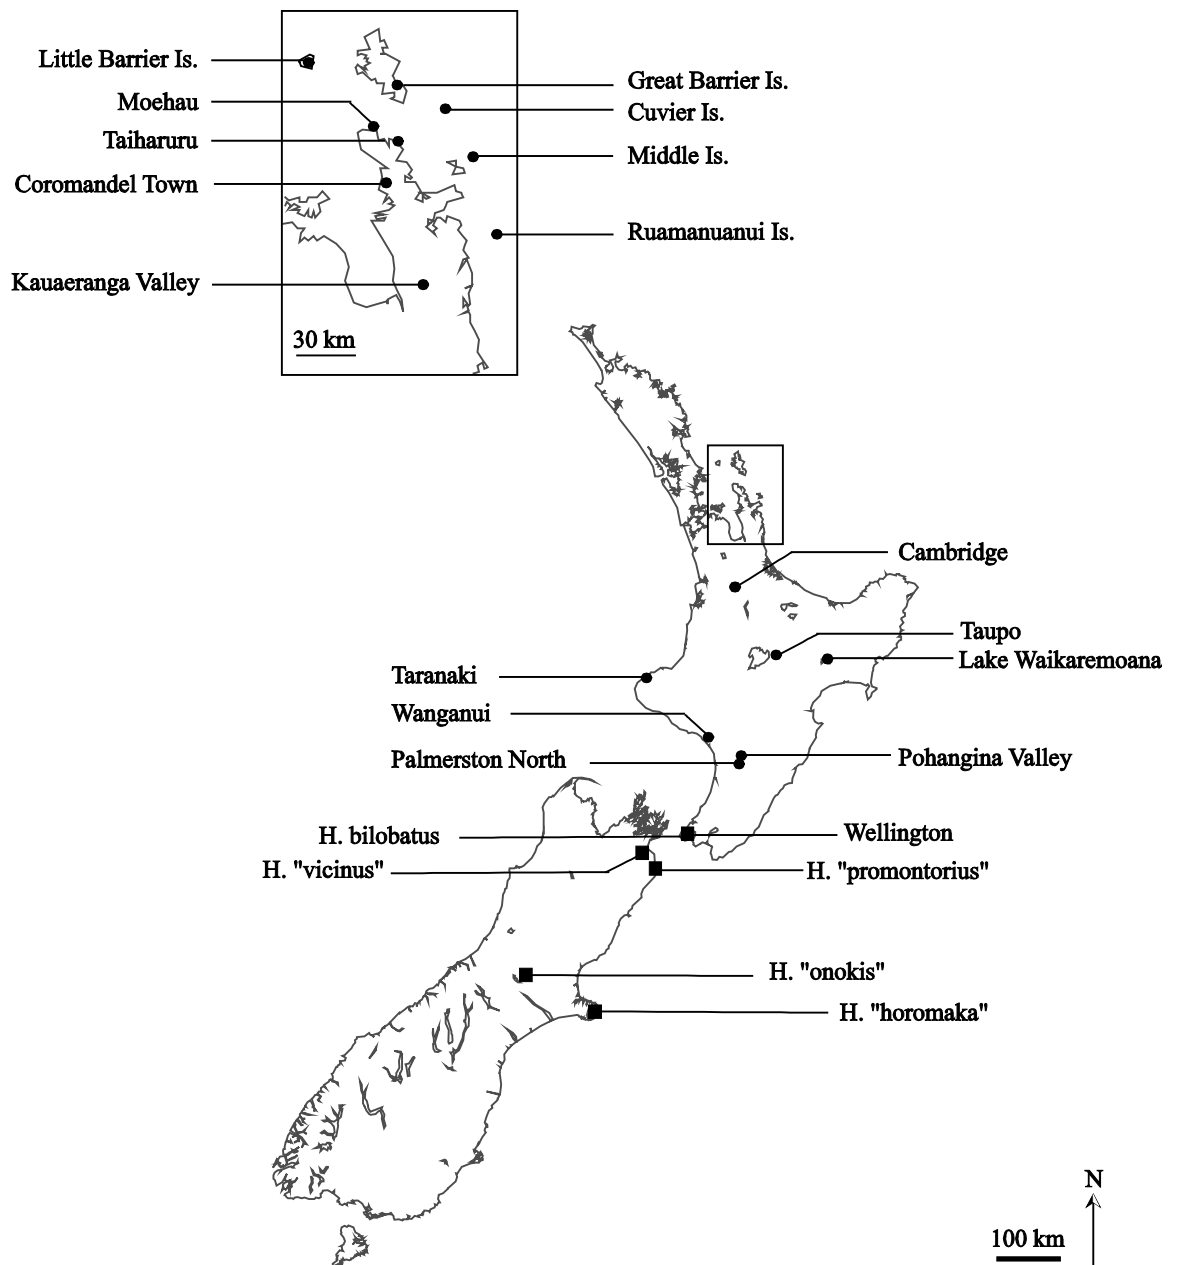 Little Barrier Is.
Great Barrier Is.
Moehau
Cuvier Is.
Taiharuru
Middle Is.
Coromandel Town
Ruamanuanui Is.
Kauaeranga Valley
30 km
Cambridge
Taupo
Lake Waikaremoana
Taranaki
Wanganui
Palmerston North
Pohangina Valley
H. bilobatus
Wellington
H. "vicinus"
H. "promontorius"
H. "onokis"
H. "horomaka"
N
100 km